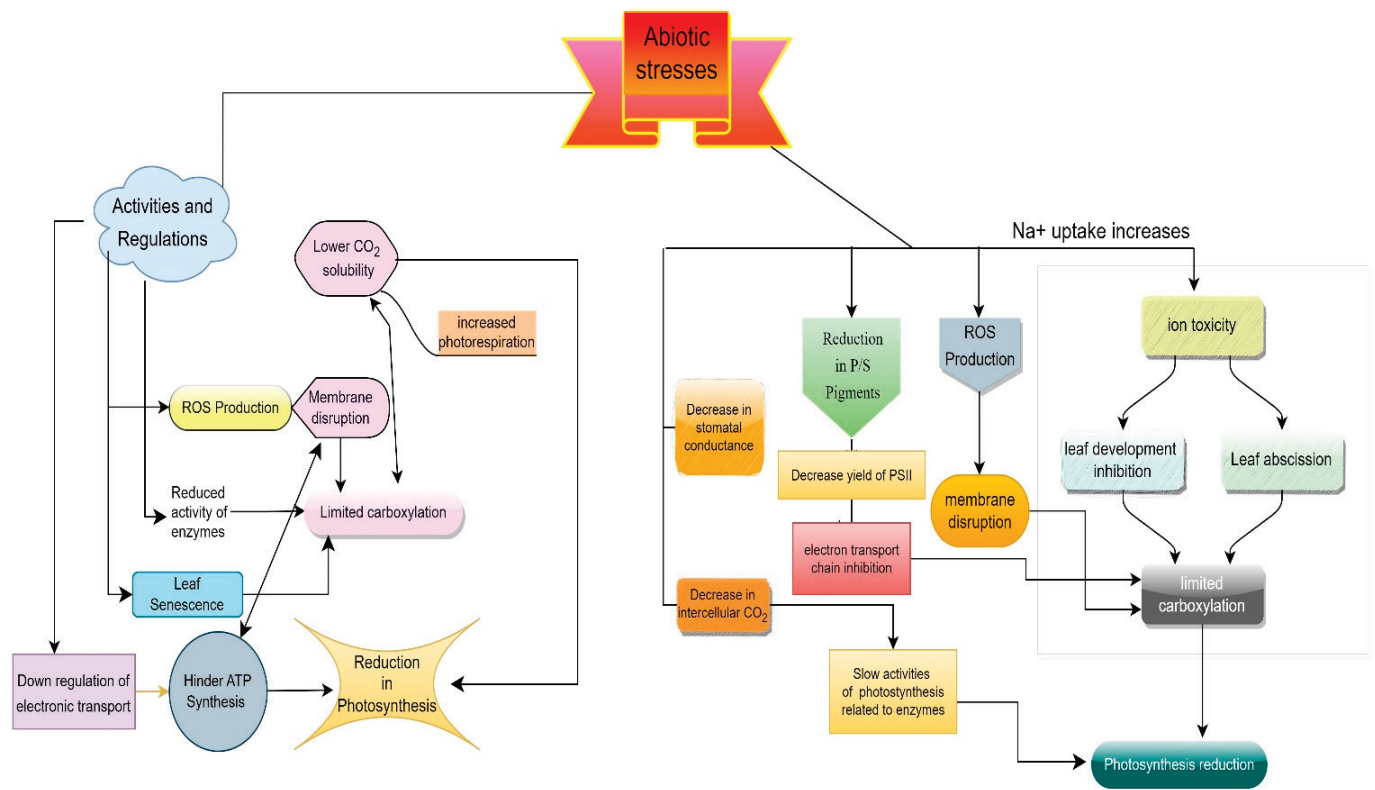 Abiotic
stresses
Activities and
Regulations
Lower CO₂
solubility
increased
photorespiration
ROS Production
Membrane
disruption
Reduced
activity of
enzymes
Limited carboxylation
Leaf
Senescence
Down regulation of
electronic transport
Hinder ATP
Synthesis
Reduction
in
Photosynthesis
Na+ uptake increases
Decrease in
stomatal
conductance
Reduction
in P/S
Pigments
ROS
Production
ion toxicity
Decrease yield of PSII
membrane
disruption
leaf development
inhibition
Leaf abscission
electron transport
chain inhibition
limited
carboxylation
Decrease in
intercellular CO₂
Slow activities
of photostynthesis
related to enzymes
Photosynthesis reduction